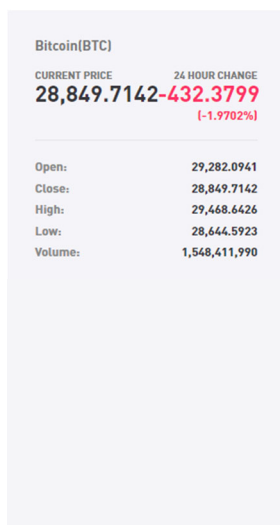 Bitcoin(BTC)
CURRENT PRICE 24 HOUR CHANGE
28,849.7142-432.3799
(-1.9702%)
Open: 29,282.0941
Close: 28,849.7142
High: 29,468.6426
Low: 28,644.5923
Volume: 1,548,411,990